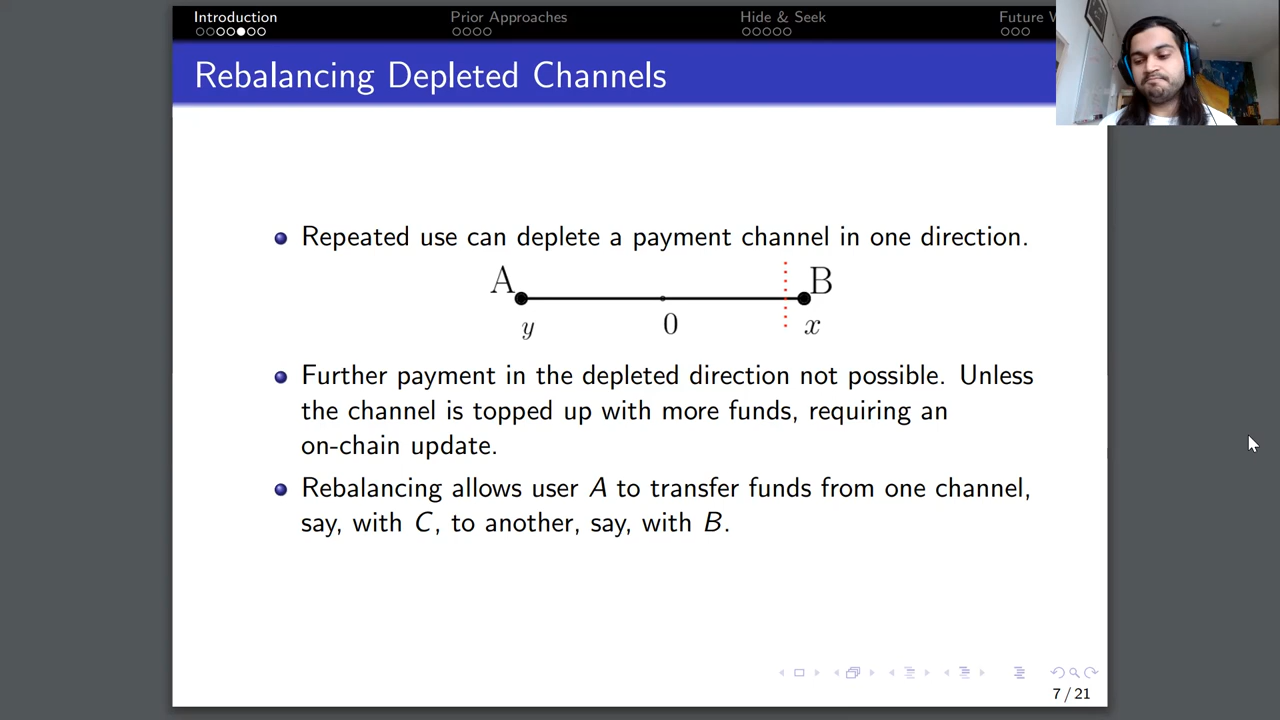 Introduction Prior Approaches Hide & Seek Future
Rebalancing Depleted Channels
Repeated use can deplete a payment channel in one direction.
A B
y 0 x
Further payment in the depleted direction not possible. Unless
the channel is topped up with more funds, requiring an
on-chain update.
Rebalancing allows user A to transfer funds from one channel,
say, with C, to another, say, with B.
7 / 21